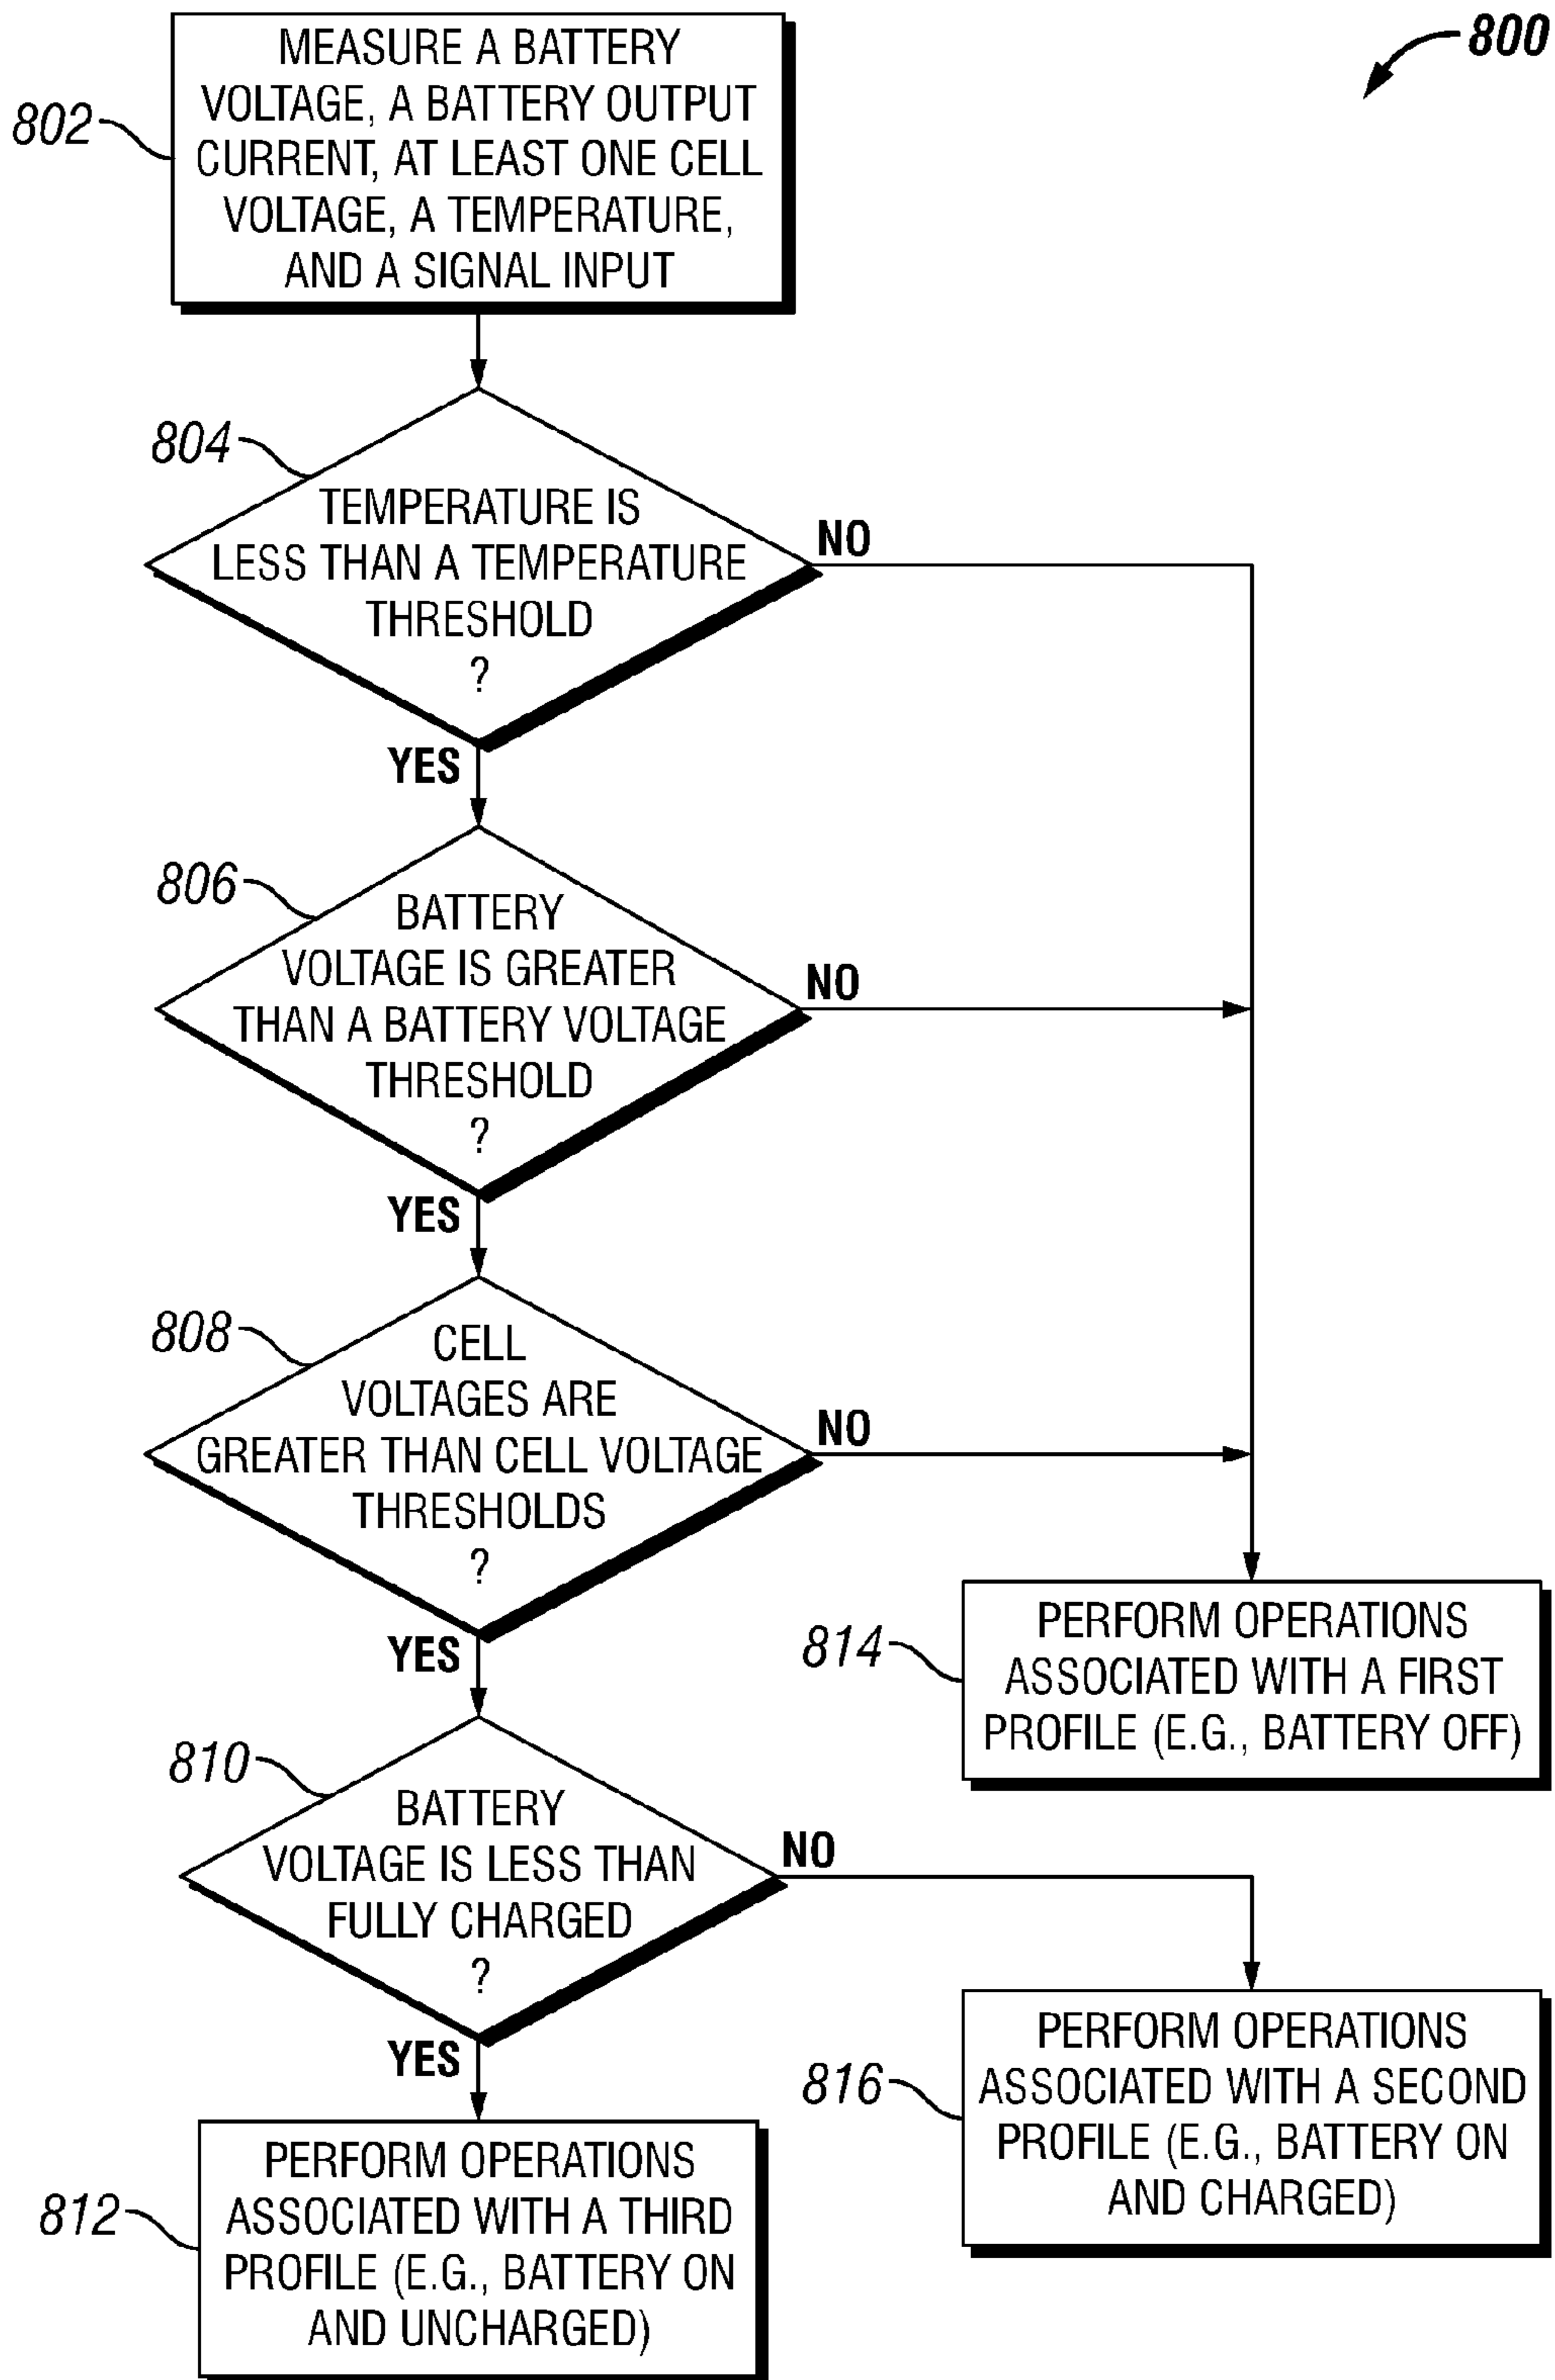 800
802
MEASURE A BATTERY
VOLTAGE, A BATTERY OUTPUT
CURRENT, AT LEAST ONE CELL
VOLTAGE, A TEMPERATURE,
AND A SIGNAL INPUT
804
TEMPERATURE IS
LESS THAN A TEMPERATURE
THRESHOLD
?
NO
YES
806
BATTERY
VOLTAGE IS GREATER
THAN A BATTERY VOLTAGE
THRESHOLD
?
NO
YES
808
CELL
VOLTAGES ARE
GREATER THAN CELL VOLTAGE
THRESHOLDS
?
NO
YES
814
PERFORM OPERATIONS
ASSOCIATED WITH A FIRST
PROFILE (E.G., BATTERY OFF)
810
BATTERY
VOLTAGE IS LESS THAN
FULLY CHARGED
?
NO
YES
816
PERFORM OPERATIONS
ASSOCIATED WITH A SECOND
PROFILE (E.G., BATTERY ON
AND CHARGED)
812
PERFORM OPERATIONS
ASSOCIATED WITH A THIRD
PROFILE (E.G., BATTERY ON
AND UNCHARGED)